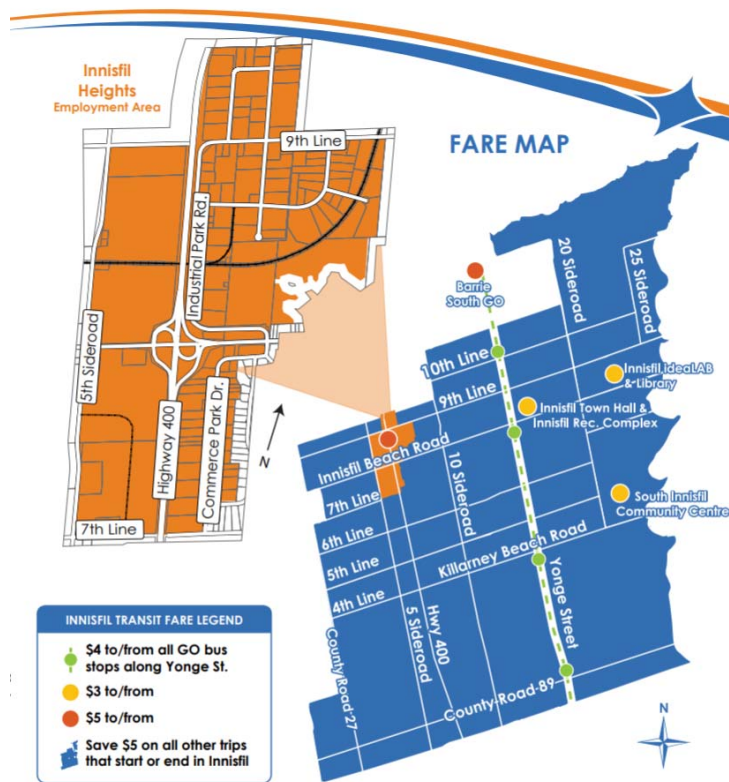 Innisfil
Heights
Employment Area
9th Line
Industrial Park Rd.
5th Sideroad
Highway 400
Commerce Park Dr.
N
7th Line
FARE MAP
Barrie
South GO
20 Sideroad
25 Sideroad
10th Line
9th Line
Innisfil ideaLAB
& Library
Innisfil Town Hall &
Innisfil Rec. Complex
Innisfil Beach Road
10 Sideroad
7th Line
South Innisfil
Community Centre
6th Line
5th Line
Killarney Beach Road
4th Line
Yonge Street
Hwy 400
5 Sideroad
County Road 27
County Road 89
N
INNISFIL TRANSIT FARE LEGEND
$4 to/from all GO bus
stops along Yonge St.
$3 to/from
$5 to/from
Save $5 on all other trips
that start or end in Innisfil